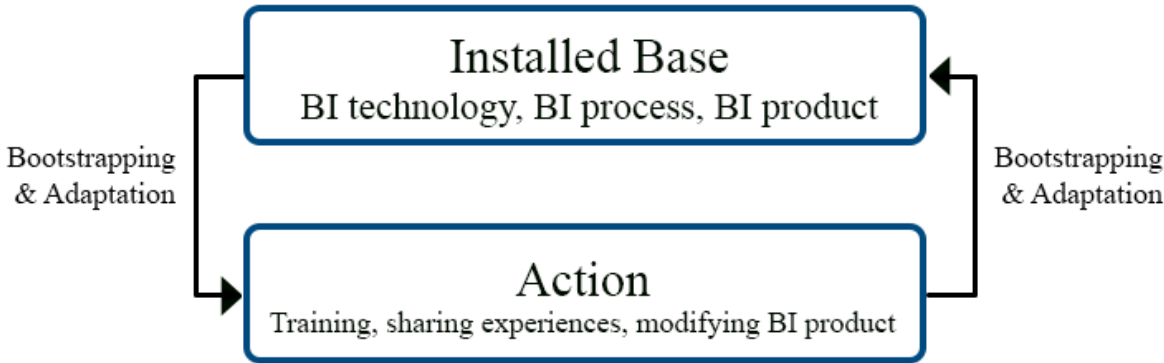 Installed Base
BI technology, BI process, BI product
Bootstrapping
& Adaptation
Bootstrapping
& Adaptation
Action
Training, sharing experiences, modifying BI product